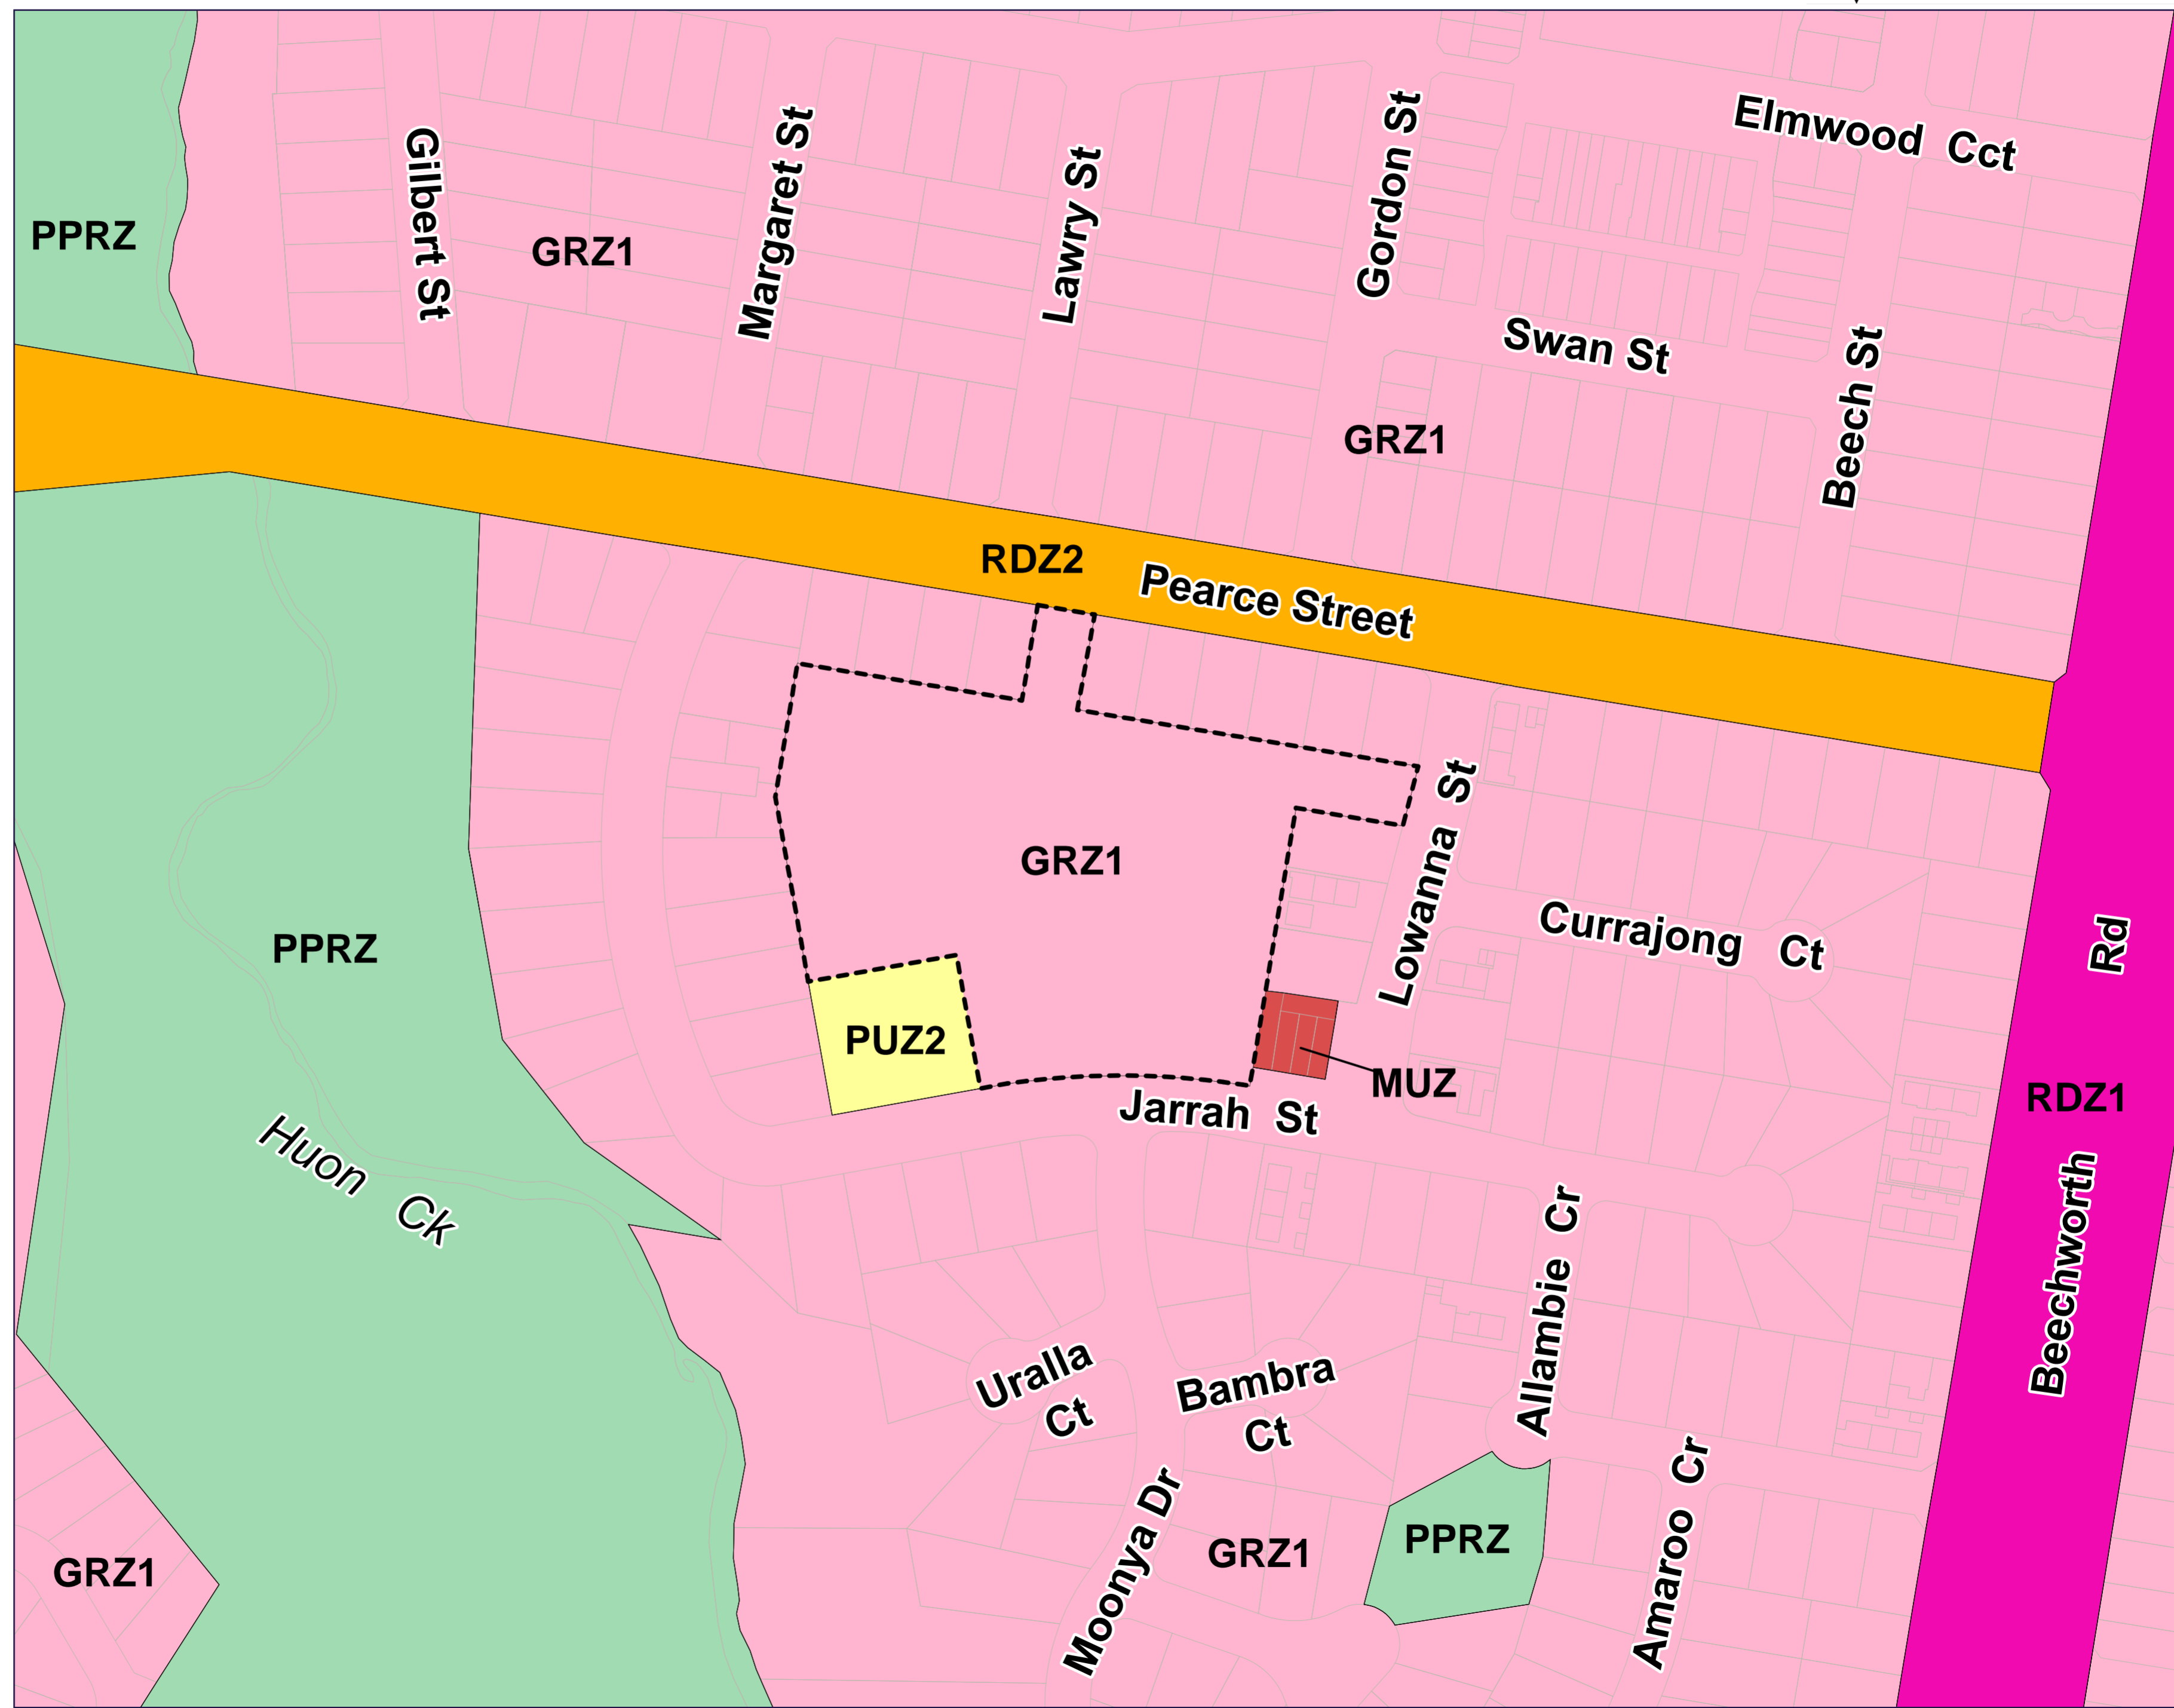 Elmwood Cct
Gilbert St
Margaret St
Lawry St
Gordon St
PPRZ
GRZ1
Swan St
Beech St
GRZ1
RDZ2
Pearce Street
GRZ1
Lowanna St
Currajong Ct
PPRZ
Rd
PUZ2
MUZ
Jarrah St
RDZ1
Huon Ck
Allambie Cr
Beechworth
Uralla
Ct
Bambra
Ct
Moonya Dr
Amaroo Cr
GRZ1
PPRZ
GRZ1